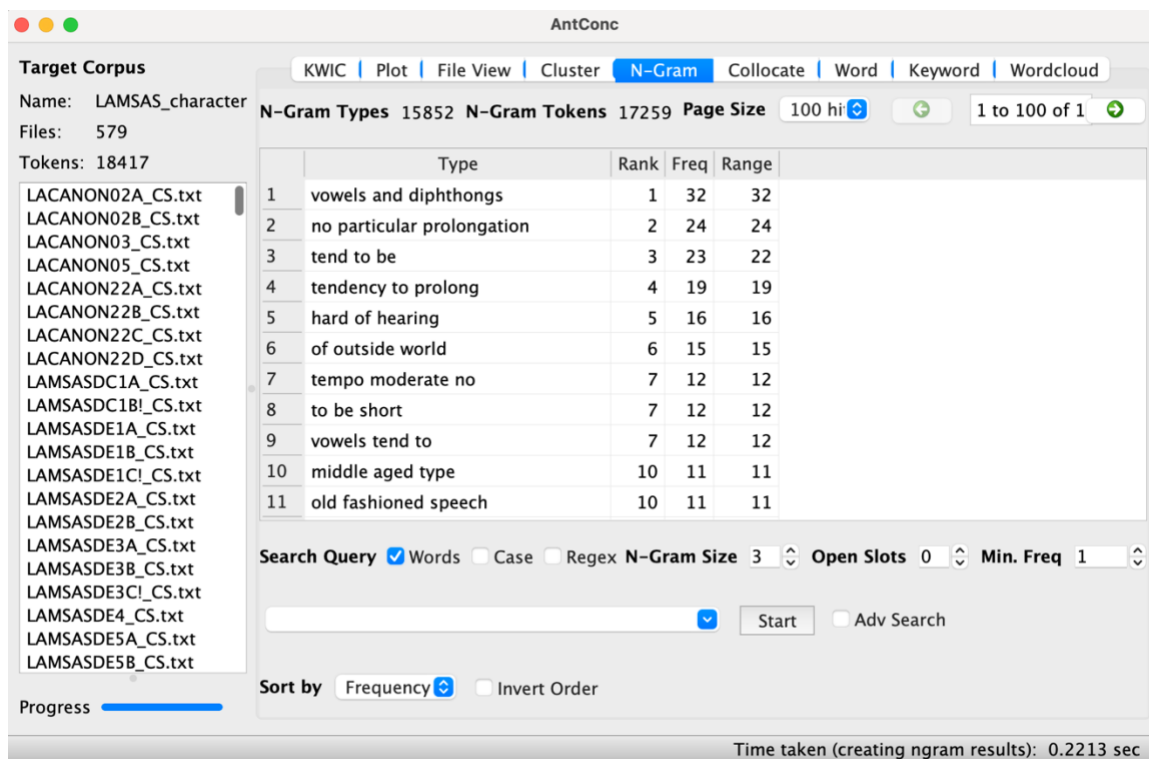 AntConc
Target Corpus
Name: LAMSAS_character
Files: 579
Tokens: 18417
LACANON02A_CS.txt
LACANON02B_CS.txt
LACANON03_CS.txt
LACANON05_CS.txt
LACANON22A_CS.txt
LACANON22B_CS.txt
LACANON22C_CS.txt
LACANON22D_CS.txt
LAMSASDC1A_CS.txt
LAMSASDC1B!_CS.txt
LAMSASDE1A_CS.txt
LAMSASDE1B_CS.txt
LAMSASDE1C!_CS.txt
LAMSASDE2A_CS.txt
LAMSASDE2B_CS.txt
LAMSASDE3A_CS.txt
LAMSASDE3B_CS.txt
LAMSASDE3C!_CS.txt
LAMSASDE4_CS.txt
LAMSASDE5A_CS.txt
LAMSASDE5B_CS.txt
Progress
KWIC Plot File View Cluster N-Gram Collocate Word Keyword Wordcloud
N-Gram Types 15852 N-Gram Tokens 17259 Page Size 100 hi 1 to 100 of 1
Type Rank Freq Range
1 vowels and diphthongs 1 32 32
2 no particular prolongation 2 24 24
3 tend to be 3 23 22
4 tendency to prolong 4 19 19
5 hard of hearing 5 16 16
6 of outside world 6 15 15
7 tempo moderate no 7 12 12
8 to be short 7 12 12
9 vowels tend to 7 12 12
10 middle aged type 10 11 11
11 old fashioned speech 10 11 11
Search Query Words Case Regex N-Gram Size 3 Open Slots 0 Min. Freq 1
Start Adv Search
Sort by Frequency Invert Order
Time taken (creating ngram results): 0.2213 sec